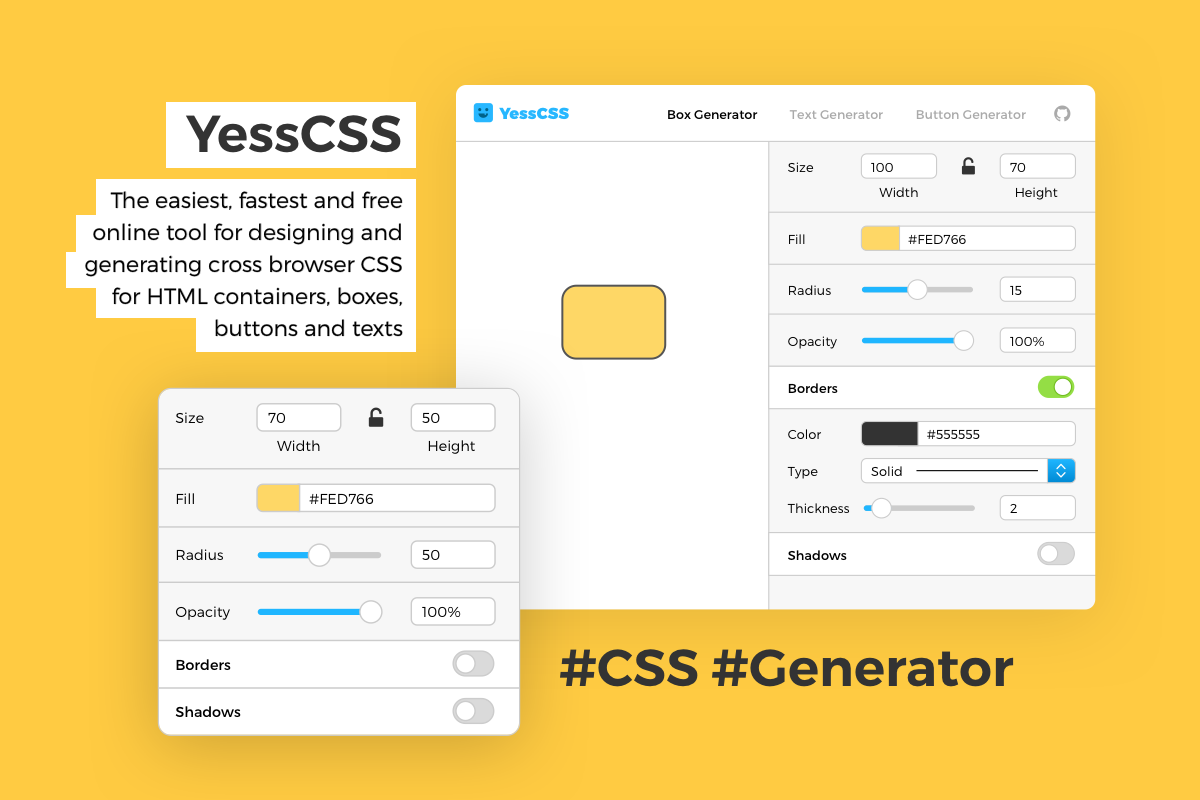 YessCSS
The easiest, fastest and free
online tool for designing and
generating cross browser CSS
for HTML containers, boxes,
buttons and texts
YessCSS
Box Generator
Text Generator
Button Generator
Size
100
70
Width
Height
Fill
#FED766
Radius
15
Opacity
100%
Borders
Color
#555555
Type
Solid
Thickness
2
Shadows
Size
70
50
Width
Height
Fill
#FED766
Radius
50
Opacity
100%
Borders
Shadows
#CSS #Generator